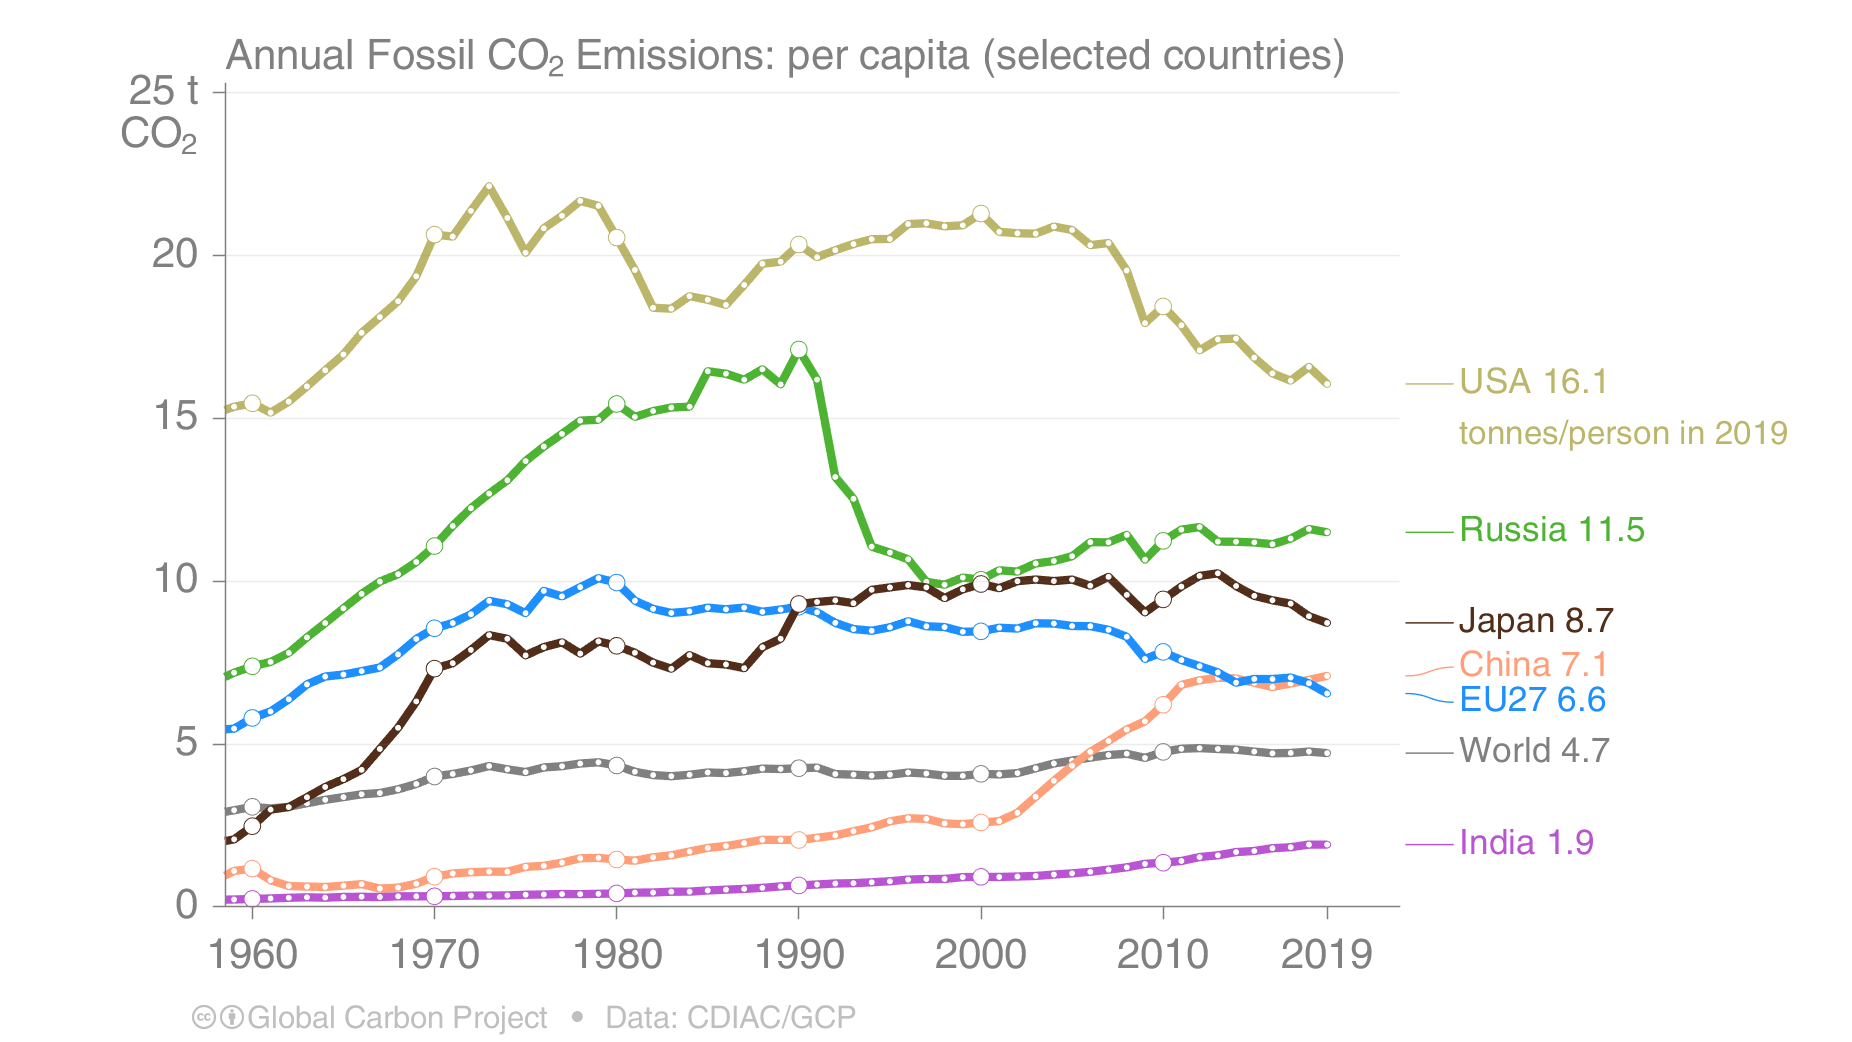 Annual Fossil CO₂ Emissions: per capita (selected countries)
25 t
CO₂
20
15
10
5
0
1960 1970 1980 1990 2000 2010 2019
USA 16.1
tonnes/person in 2019
Russia 11.5
Japan 8.7
China 7.1
EU27 6.6
World 4.7
India 1.9
cc Global Carbon Project • Data: CDIAC/GCP